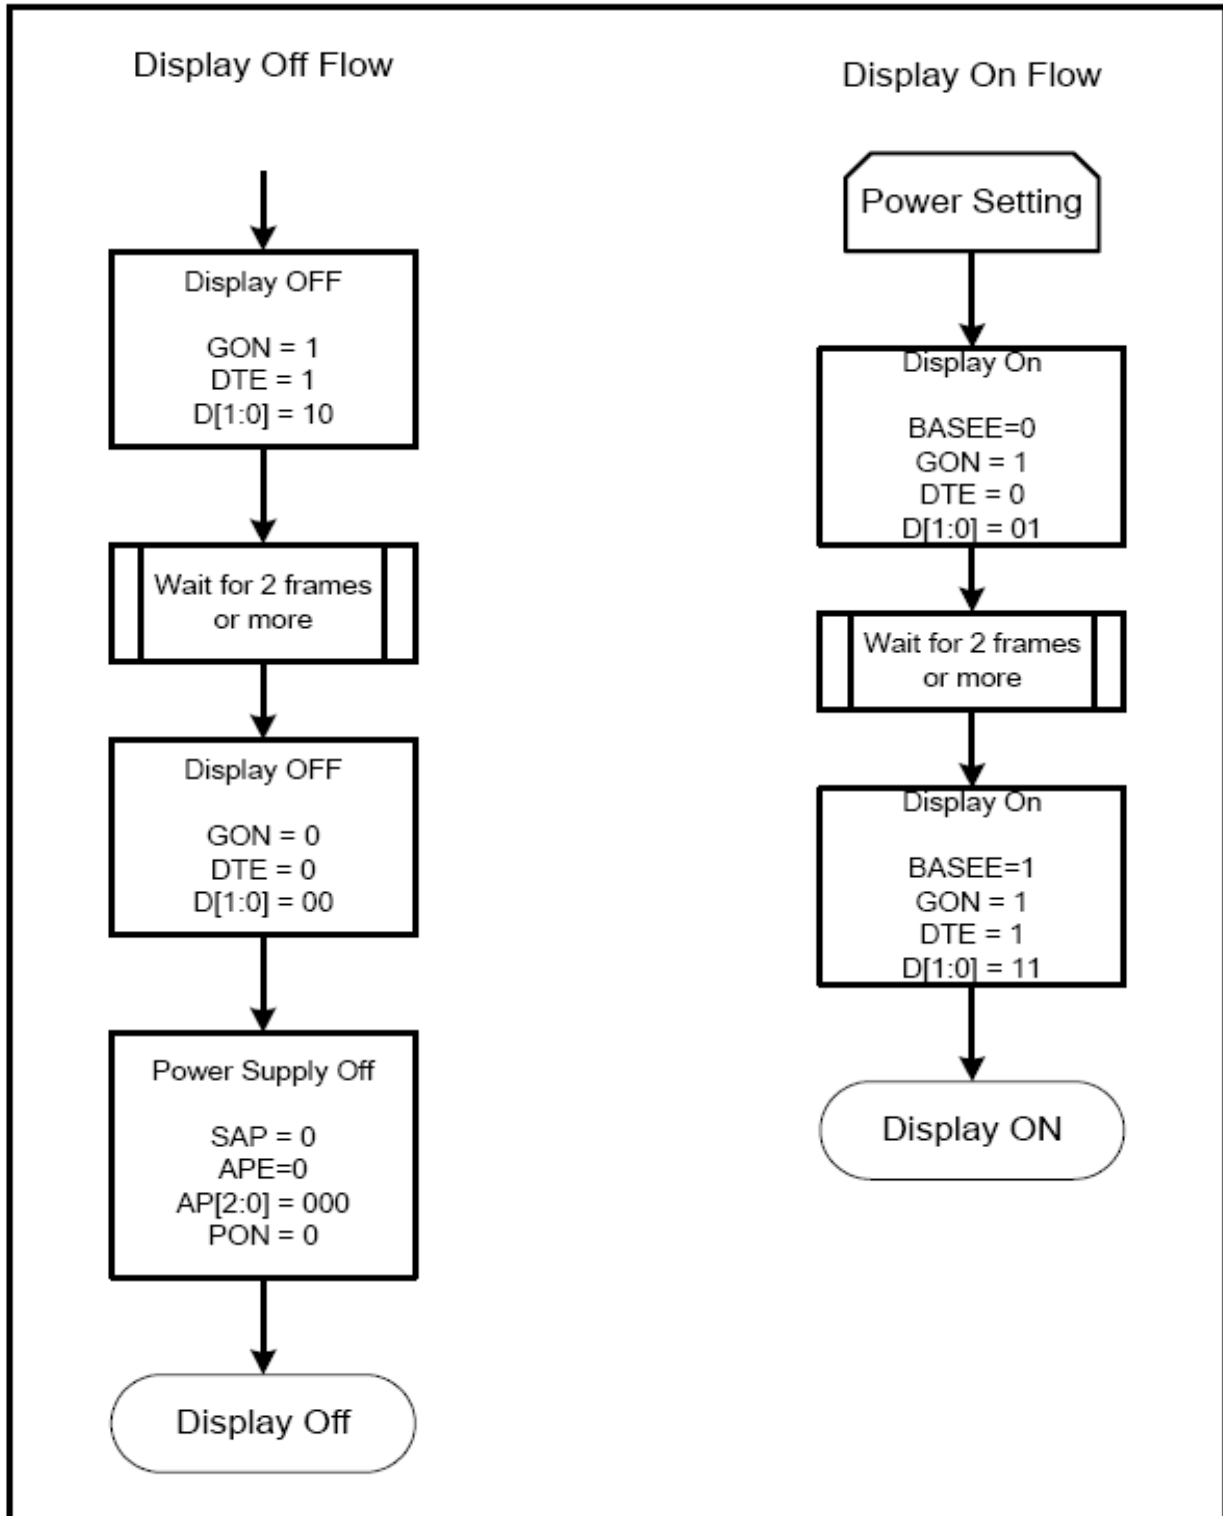 Display Off Flow
Display OFF
GON = 1
DTE = 1
D[1:0] = 10
Wait for 2 frames
or more
Display OFF
GON = 0
DTE = 0
D[1:0] = 00
Power Supply Off
SAP = 0
APE=0
AP[2:0] = 000
PON = 0
Display Off
Display On Flow
Power Setting
Display On
BASEE=0
GON = 1
DTE = 0
D[1:0] = 01
Wait for 2 frames
or more
Display On
BASEE=1
GON = 1
DTE = 1
D[1:0] = 11
Display ON